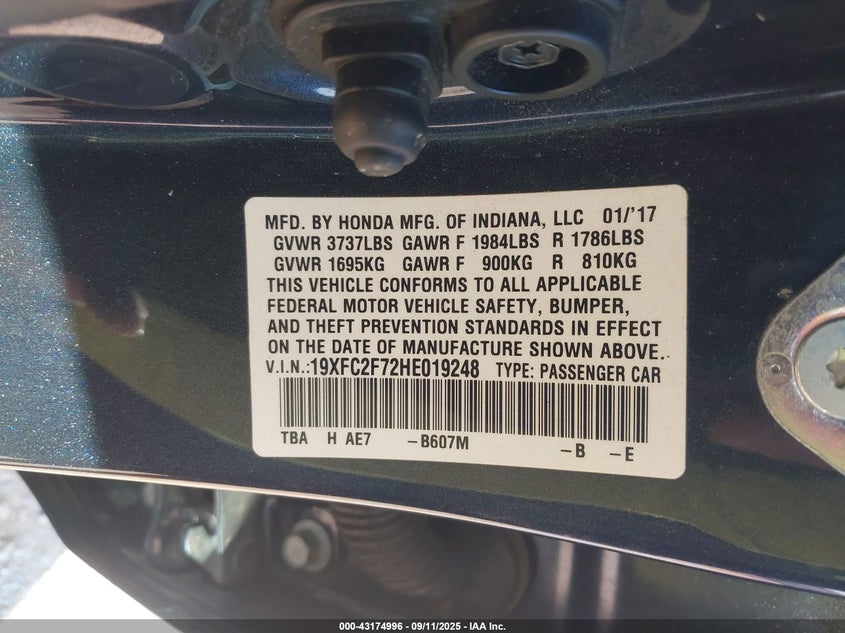 MFD. BY HONDA MFG. OF INDIANA, LLC 01/'17
GVWR 3737LBS GAWR F 1984LBS R 1786LBS
GVWR 1695KG GAWR F 900KG R 810KG
THIS VEHICLE CONFORMS TO ALL APPLICABLE
FEDERAL MOTOR VEHICLE SAFETY, BUMPER,
AND THEFT PREVENTION STANDARDS IN EFFECT
ON THE DATE OF MANUFACTURE SHOWN ABOVE.
V.I.N.:19XFC2F72HE019248 TYPE: PASSENGER CAR
TBA H AE7 –B607M –B –E
000-43174996 - 09/11/2025 - IAA Inc.